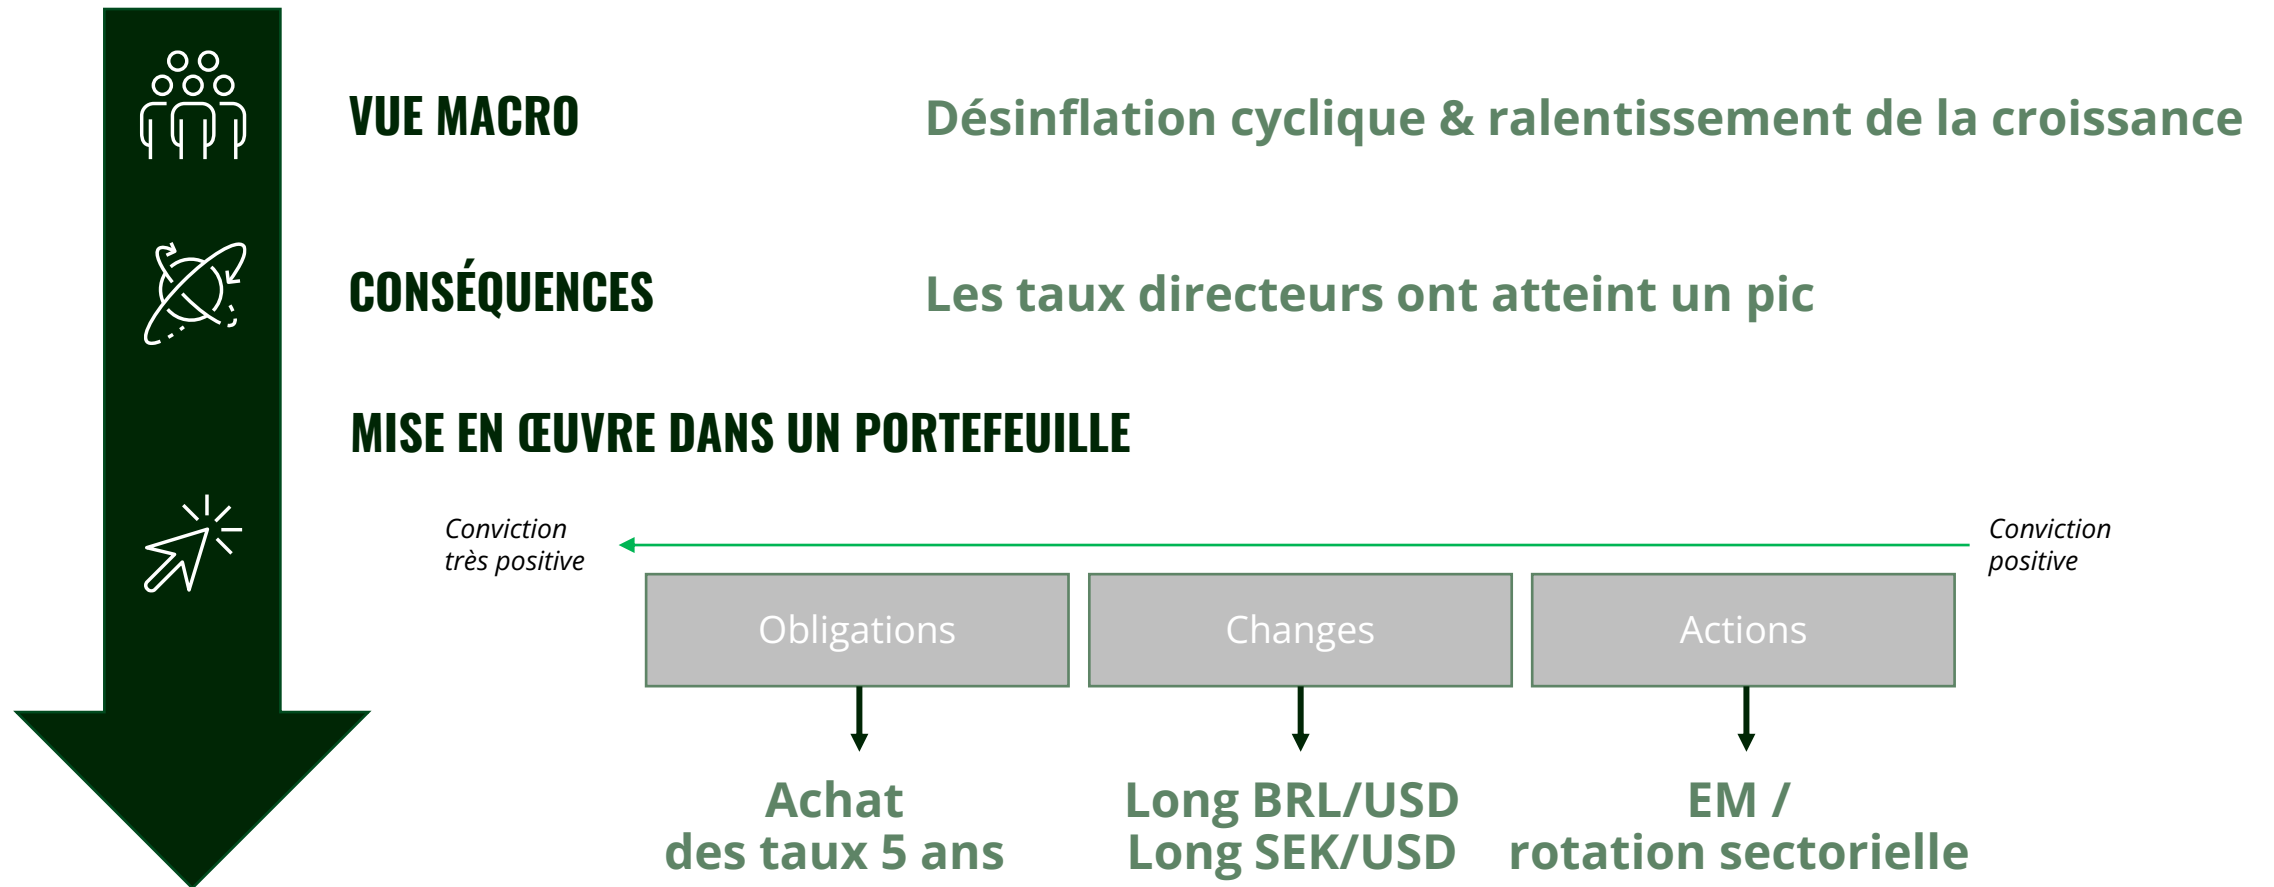 VUE MACRO
Désinflation cyclique & ralentissement de la croissance
CONSÉQUENCES
Les taux directeurs ont atteint un pic
MISE EN ŒUVRE DANS UN PORTEFEUILLE
Conviction
très positive
Conviction
positive
Obligations
Changes
Actions
Achat
des taux 5 ans
Long BRL/USD
Long SEK/USD
EM /
rotation sectorielle